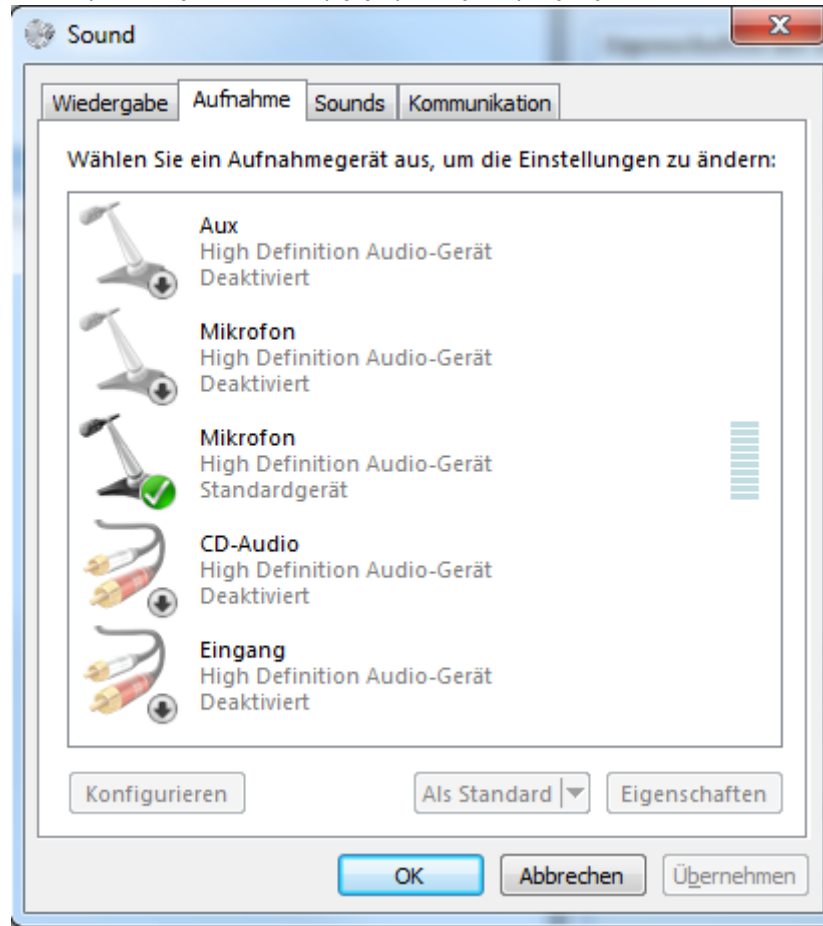 Sound
Wiedergabe Aufnahme Sounds Kommunikation
Wählen Sie ein Aufnahmegerät aus, um die Einstellungen zu ändern:
Aux
High Definition Audio-Gerät
Deaktiviert
Mikrofon
High Definition Audio-Gerät
Deaktiviert
Mikrofon
High Definition Audio-Gerät
Standardgerät
CD-Audio
High Definition Audio-Gerät
Deaktiviert
Eingang
High Definition Audio-Gerät
Deaktiviert
Konfigurieren Als Standard Eigenschaften
OK Abbrechen Übernehmen